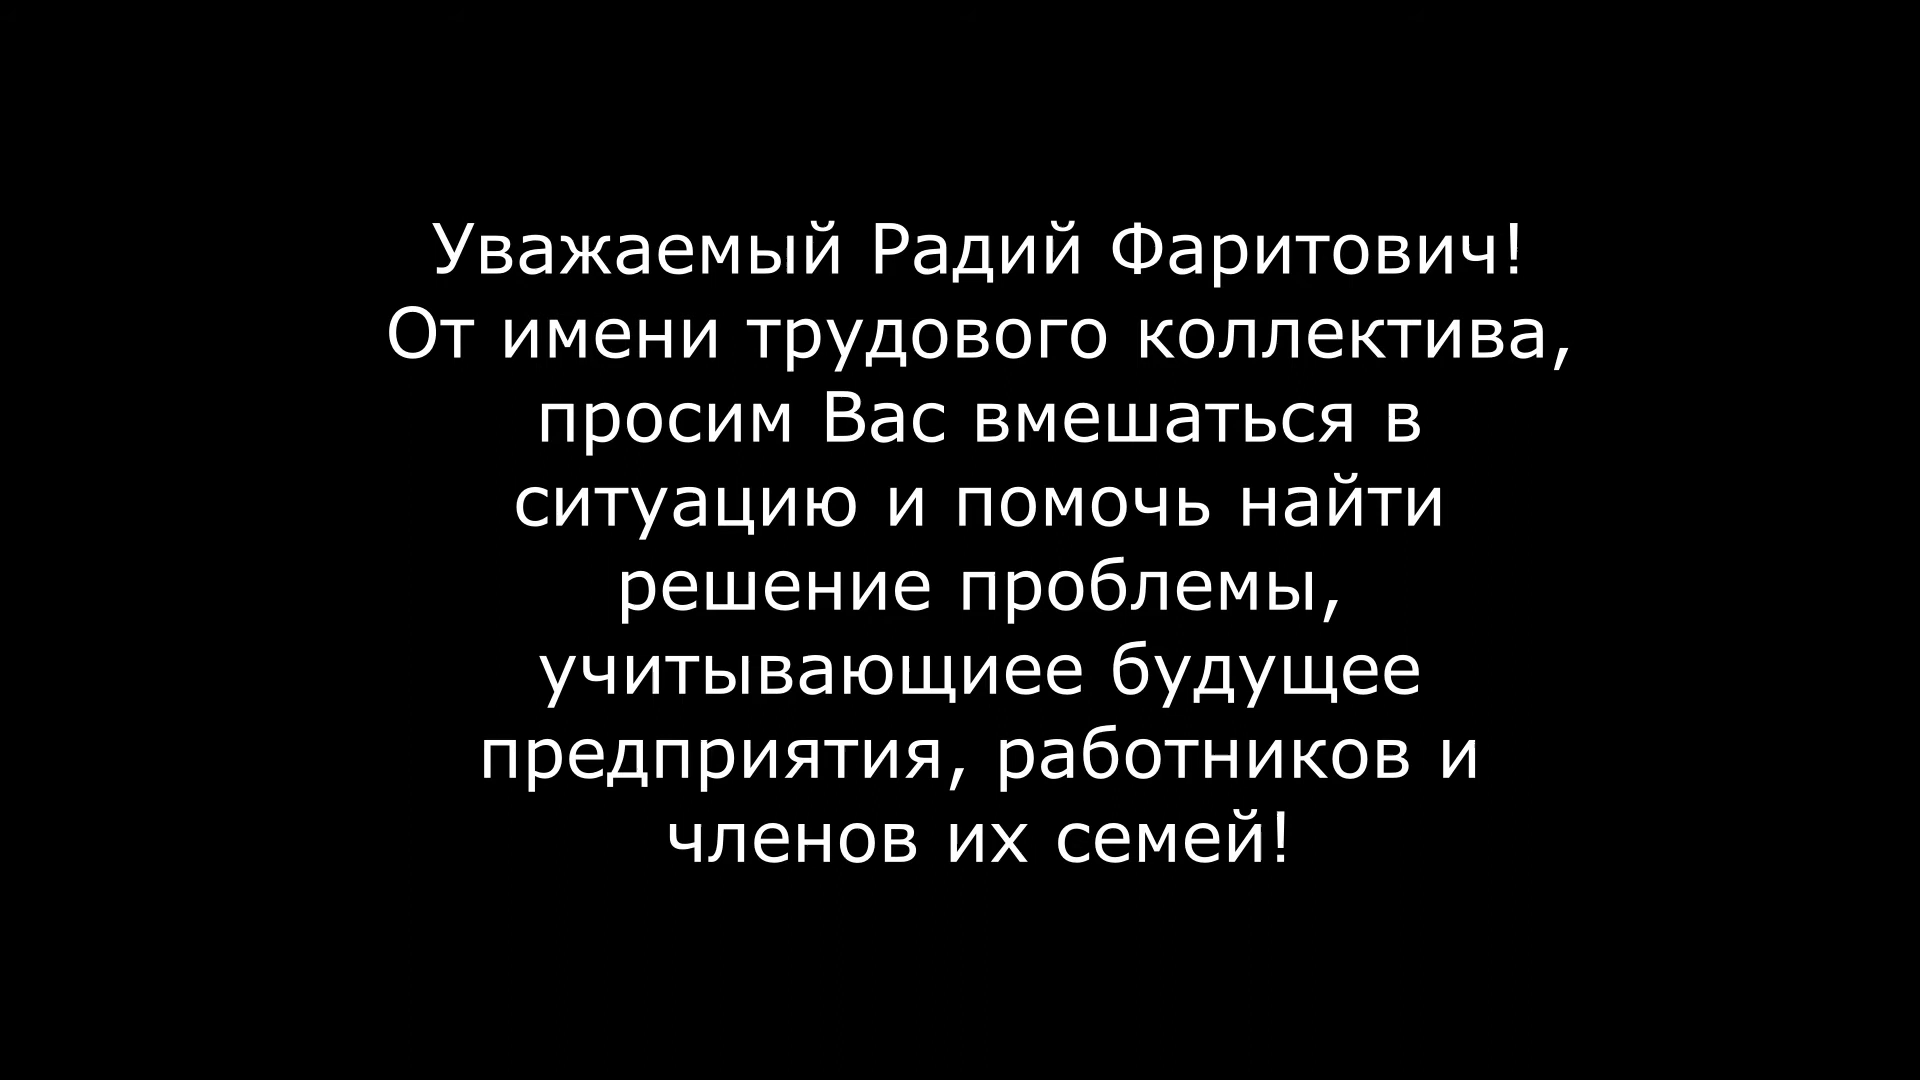 Уважаемый Радий Фаритович!
От имени трудового коллектива,
просим Вас вмешаться в
ситуацию и помочь найти
решение проблемы,
учитывающиее будущее
предприятия, работников и
членов их семей!